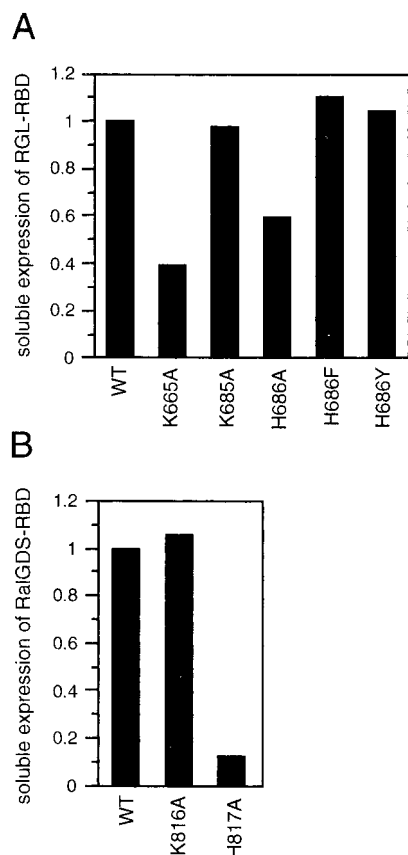 A
soluble expression of RGL-RBD
1.2
1
0.8
0.6
0.4
0.2
0
WT
K665A
K685A
H686A
H686F
H686Y
B
soluble expression of RalGDS-RBD
1.2
1
0.8
0.6
0.4
0.2
0
WT
K816A
H817A